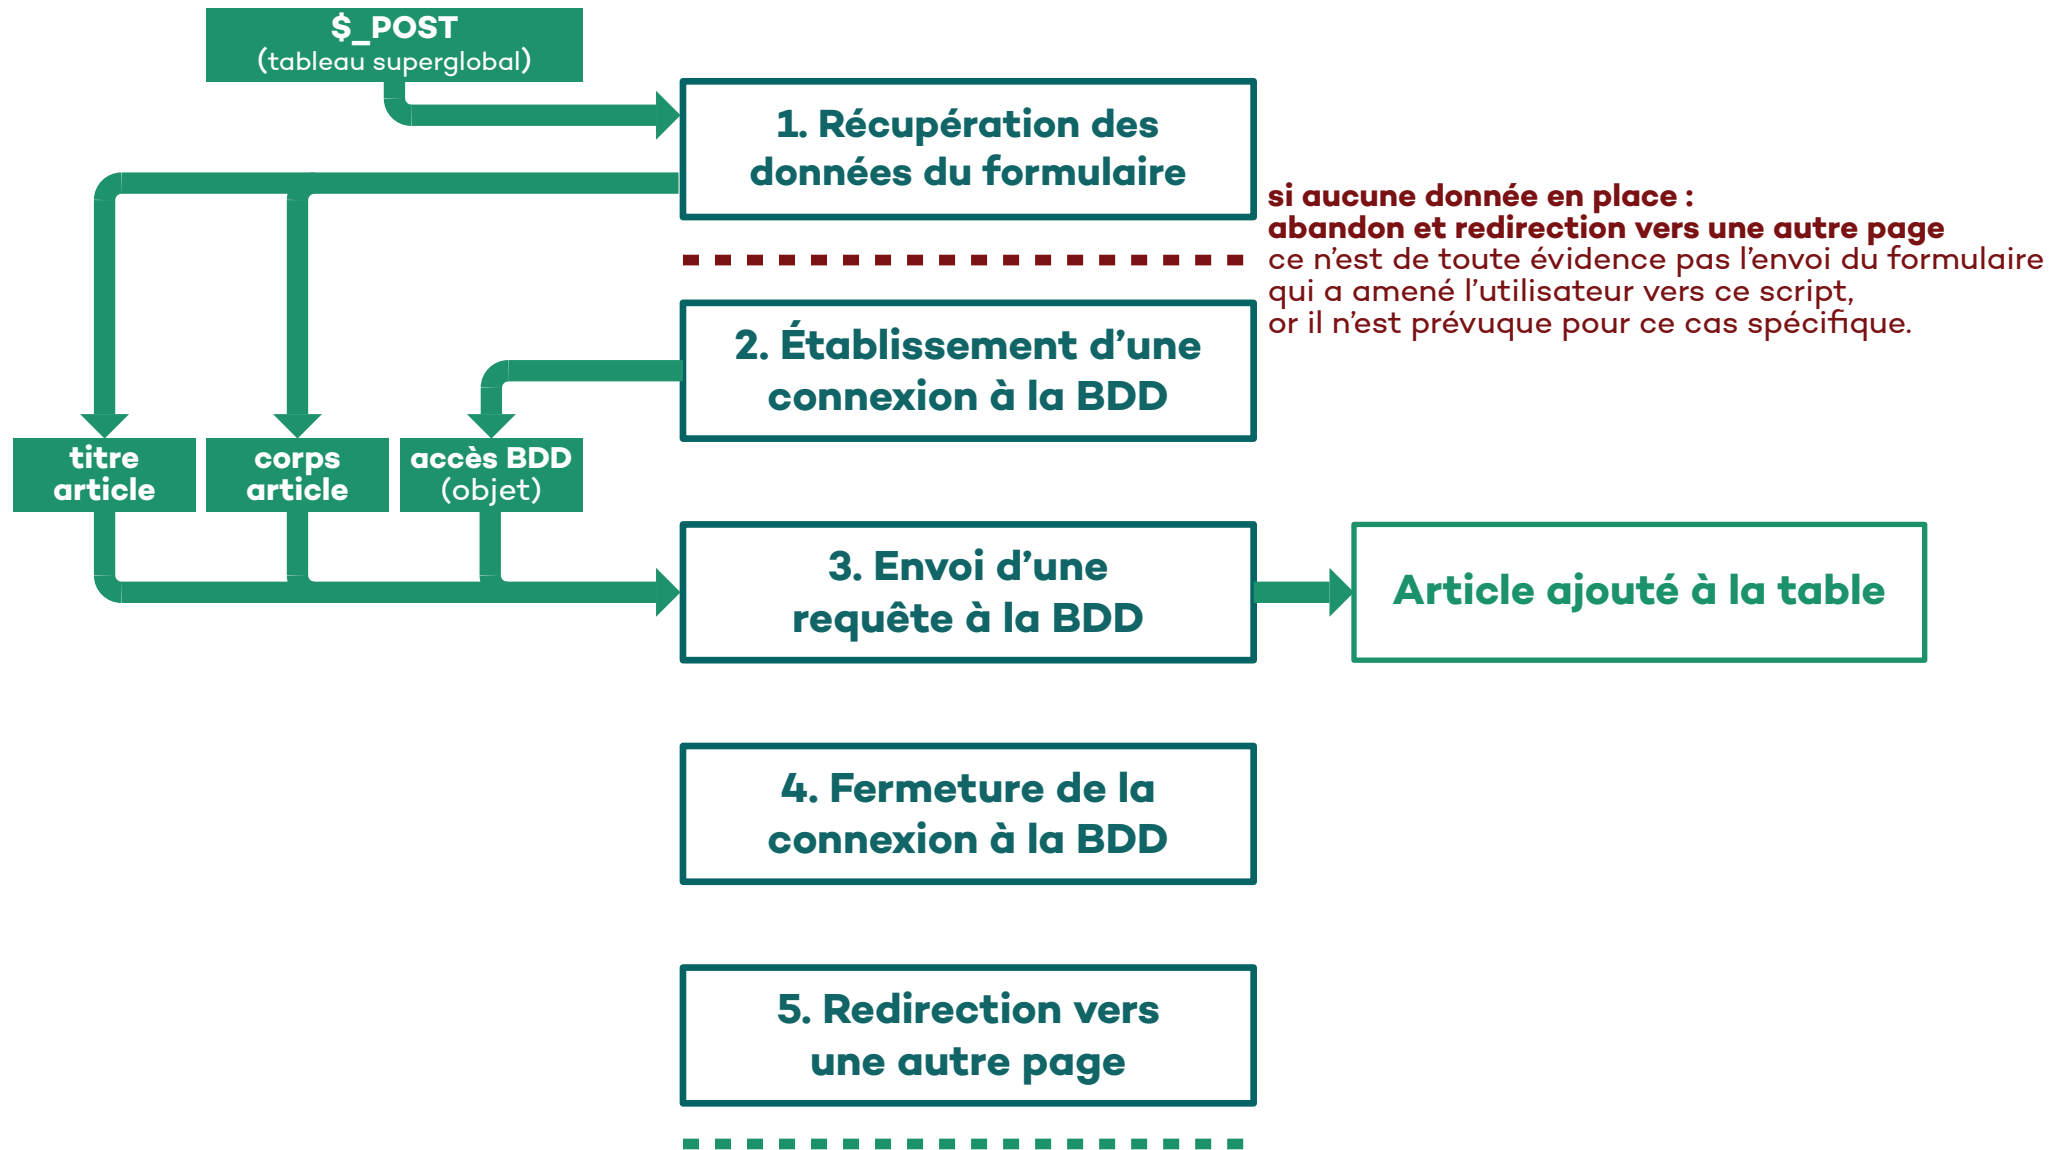 $_POST
(tableau superglobal)
1. Récupération des
données du formulaire
si aucune donnée en place :
abandon et redirection vers une autre page
ce n’est de toute évidence pas l’envoi du formulaire
qui a amené l’utilisateur vers ce script,
or il n’est prévuque pour ce cas spécifique.
2. Établissement d’une
connexion à la BDD
titre
article
corps
article
accès BDD
(objet)
3. Envoi d’une
requête à la BDD
Article ajouté à la table
4. Fermeture de la
connexion à la BDD
5. Redirection vers
une autre page